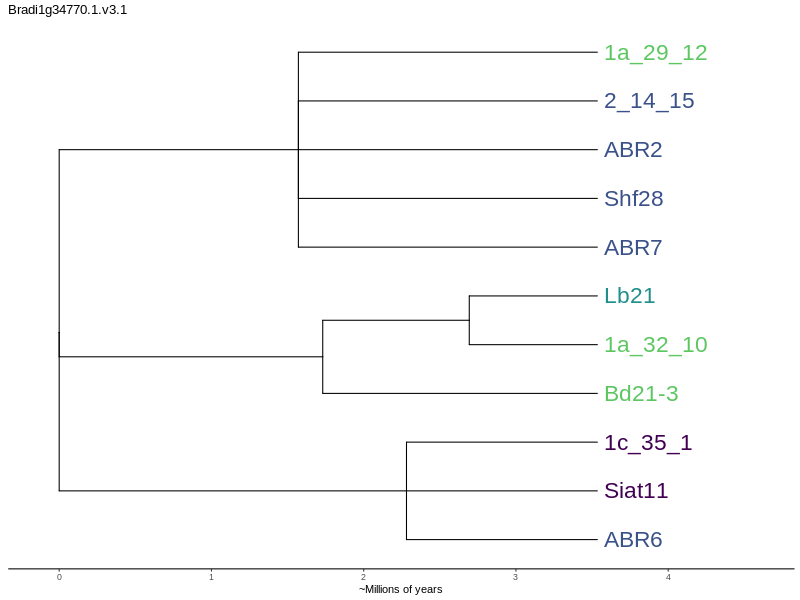 Bradi1g34770.1.v3.1
1a_29_12
2_14_15
ABR2
Shf28
ABR7
Lb21
1a_32_10
Bd21-3
1c_35_1
Siat11
ABR6
0 1 2 3 4
~Millions of years